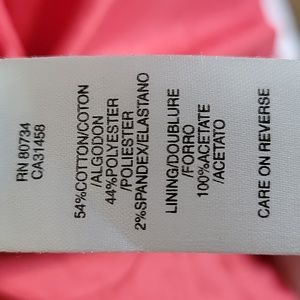 RN 80734
CA31458
54%COTTON/COTON
/ALGODON
44%POLYESTER
/POLIESTER
2%SPANDEX/ELASTANO
LINING/DOUBLURE
/FORRO
100%ACETATE
/ACETATO
CARE ON REVERSE